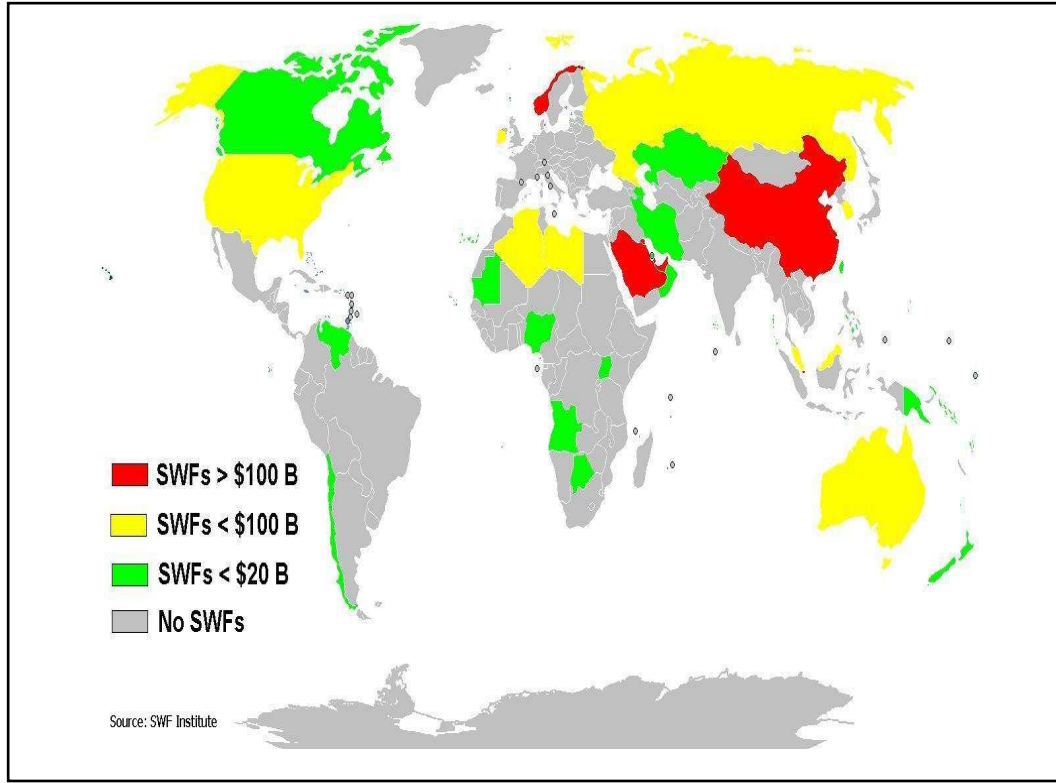 SWFs > $100 B
SWFs < $100 B
SWFs < $20 B
No SWFs
Source: SWF Institute